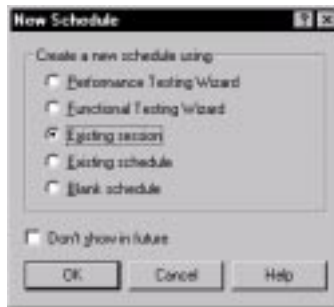 New Schedule
Create a new schedule using
Performance Testing Wizard
Functional Testing Wizard
Existing session
Existing schedule
Blank schedule
Don't show in future
OK Cancel Help